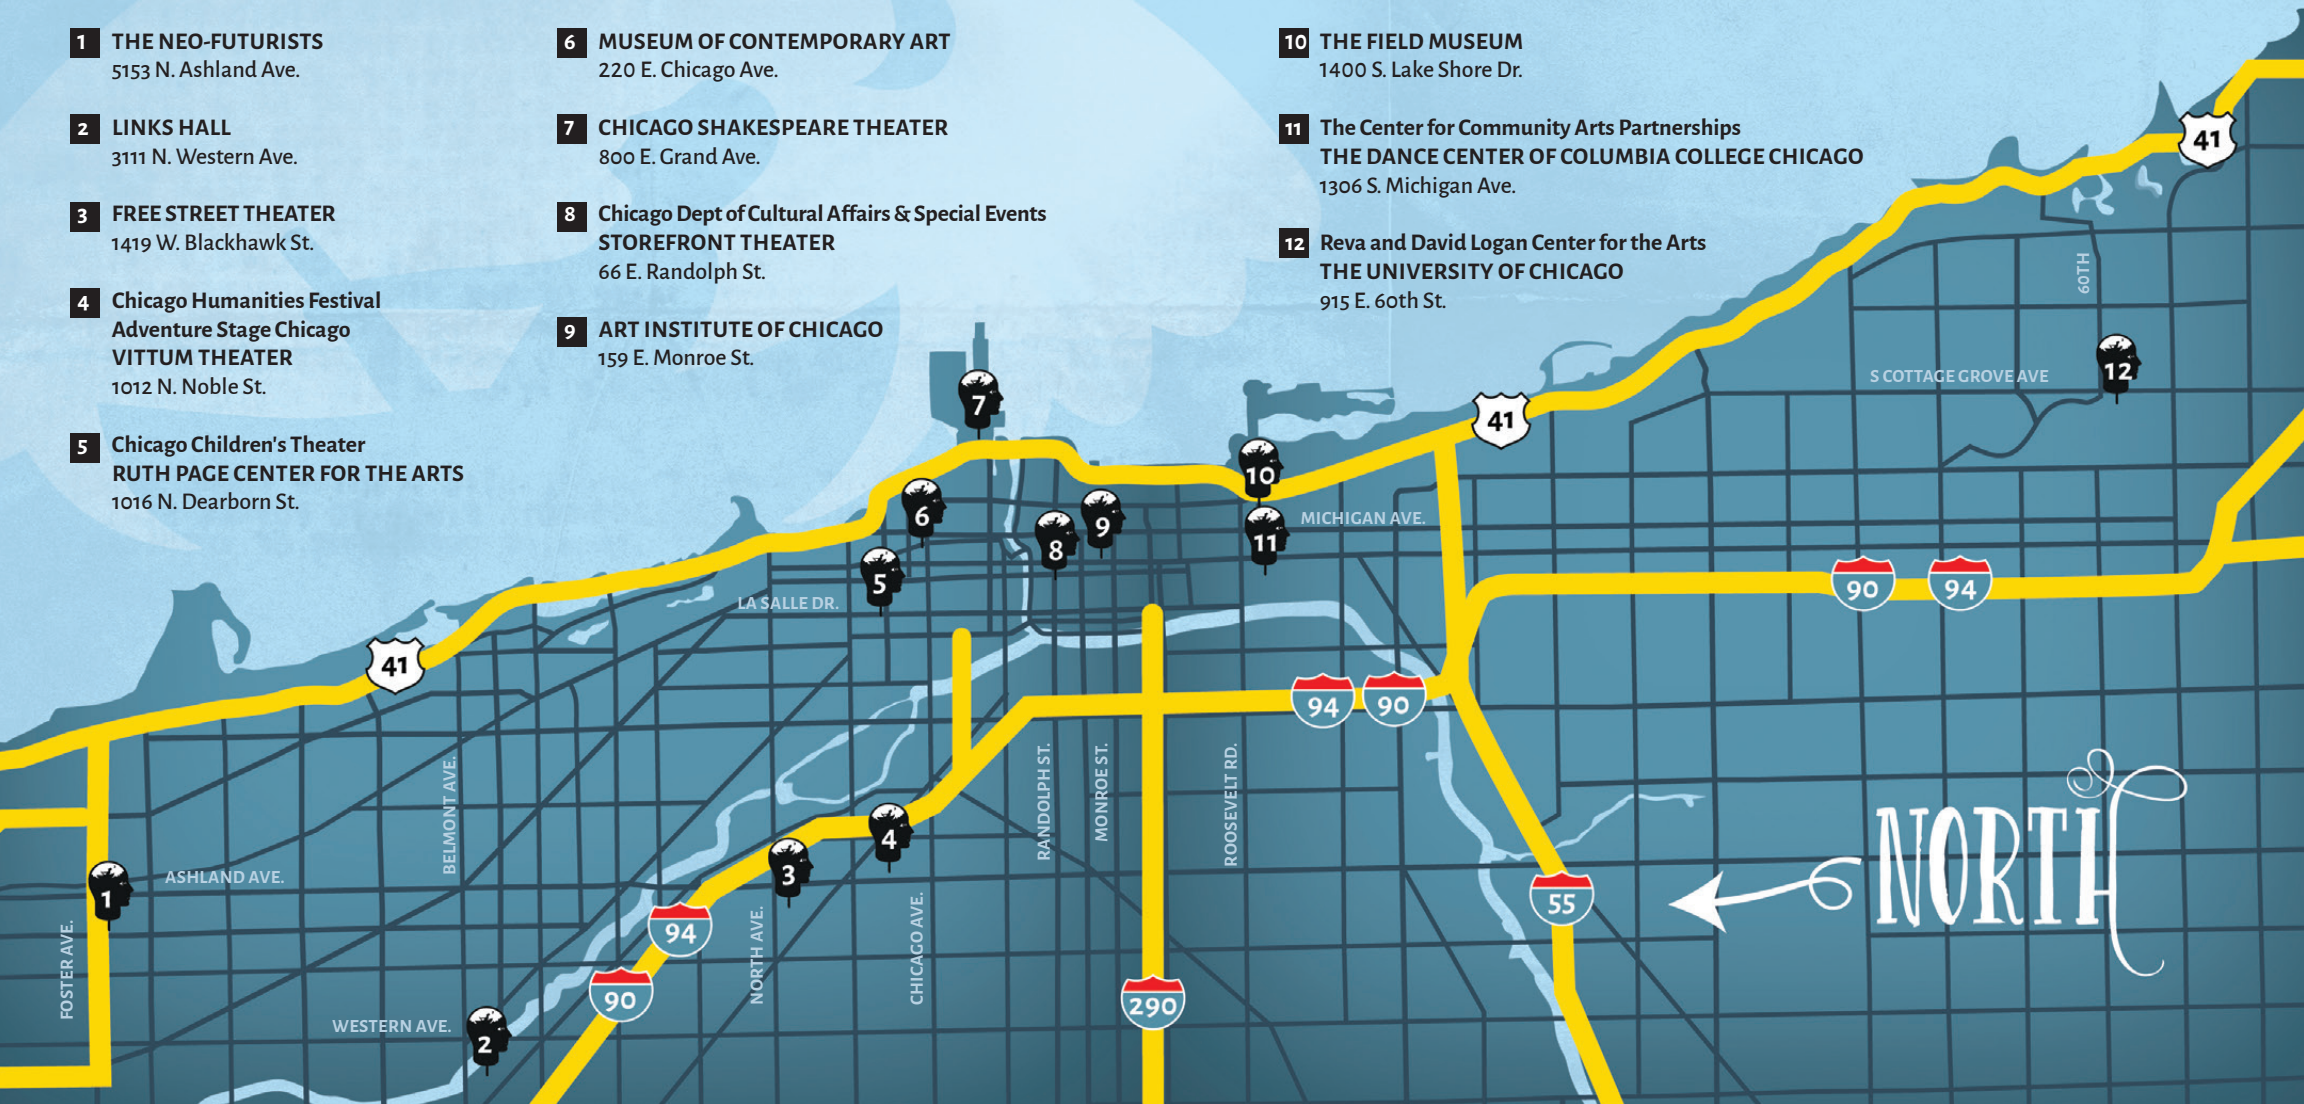 1 THE NEO-FUTURISTS
5153 N. Ashland Ave.
2 LINKS HALL
3111 N. Western Ave.
3 FREE STREET THEATER
1419 W. Blackhawk St.
4 Chicago Humanities Festival
Adventure Stage Chicago
VITTUM THEATER
1012 N. Noble St.
5 Chicago Children's Theater
RUTH PAGE CENTER FOR THE ARTS
1016 N. Dearborn St.
6 MUSEUM OF CONTEMPORARY ART
220 E. Chicago Ave.
7 CHICAGO SHAKESPEARE THEATER
800 E. Grand Ave.
8 Chicago Dept of Cultural Affairs & Special Events
STOREFRONT THEATER
66 E. Randolph St.
9 ART INSTITUTE OF CHICAGO
159 E. Monroe St.
10 THE FIELD MUSEUM
1400 S. Lake Shore Dr.
11 The Center for Community Arts Partnerships
THE DANCE CENTER OF COLUMBIA COLLEGE CHICAGO
1306 S. Michigan Ave.
12 Reva and David Logan Center for the Arts
THE UNIVERSITY OF CHICAGO
915 E. 60th St.
41
60TH
12
S COTTAGE GROVE AVE
7
41
10
6
9
MICHIGAN AVE.
8
11
5
90
94
LA SALLE DR.
41
94
90
BELMONT AVE.
RANDOLPH ST.
MONROE ST.
ROOSEVELT RD.
4
3
1
ASHLAND AVE.
NORTH
55
94
FOSTER AVE.
NORTH AVE.
CHICAGO AVE.
90
290
WESTERN AVE.
2